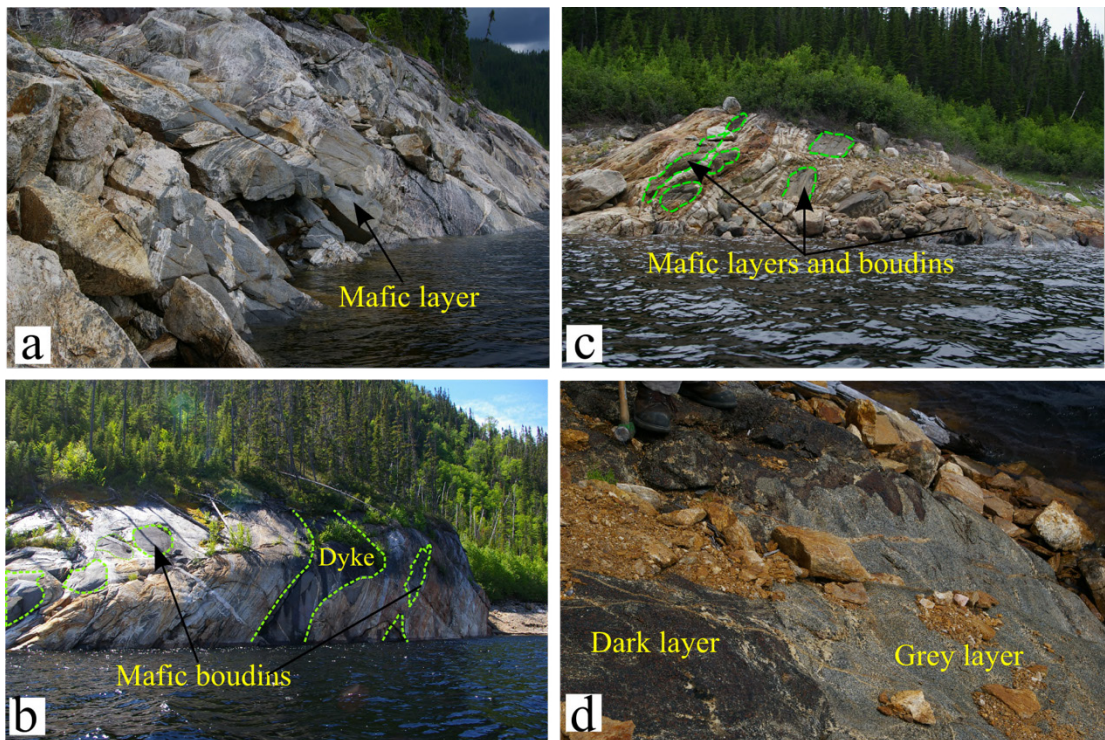 Mafic layer
a
Mafic layers and boudins
c
Dyke
Mafic boudins
b
Dark layer
Grey layer
d